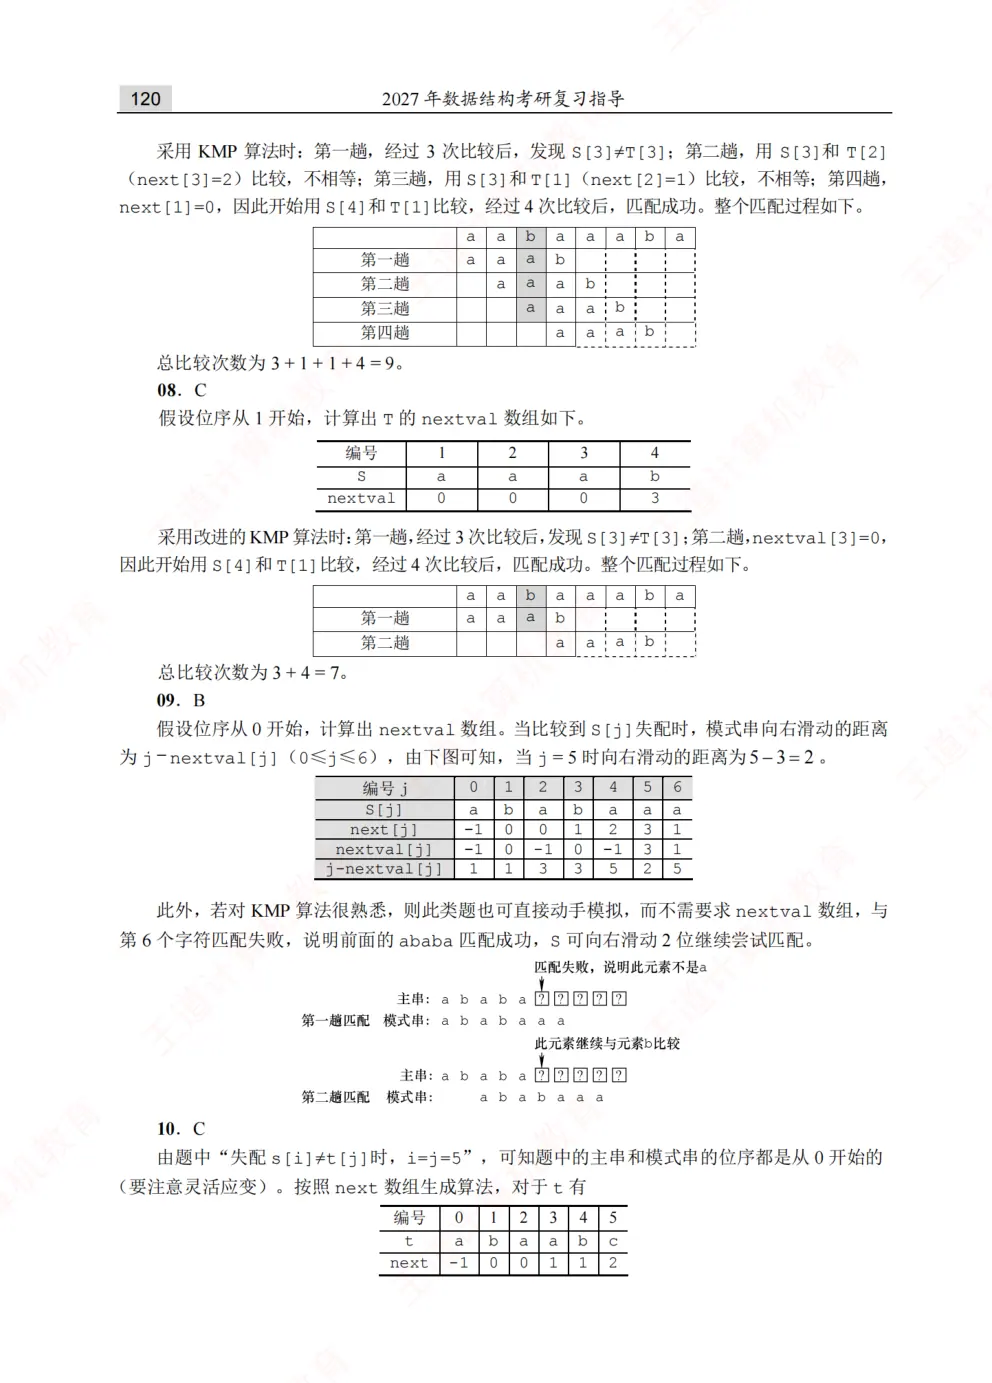 120
2027 年数据结构考研复习指导
采用 KMP 算法时：第一趟，经过 3 次比较后，发现 S[3]≠T[3]；第二趟，用 S[3]和 T[2]
（next[3]=2）比较，不相等；第三趟，用 S[3]和 T[1]（next[2]=1）比较，不相等；第四趟，
next[1]=0，因此开始用 S[4]和 T[1]比较，经过 4 次比较后，匹配成功。整个匹配过程如下。
a a b a a a b a
第一趟 a a a b
第二趟 a a a b
第三趟 a a a b
第四趟 a a a b
总比较次数为 3 + 1 + 1 + 4 = 9。
08．C
假设位序从 1 开始，计算出 T 的 nextval 数组如下。
编号 1 2 3 4
S a a a b
nextval 0 0 0 3
采用改进的 KMP 算法时：第一趟，经过 3 次比较后，发现 S[3]≠T[3]；第二趟，nextval[3]=0，
因此开始用 S[4]和 T[1]比较，经过 4 次比较后，匹配成功。整个匹配过程如下。
a a b a a a b a
第一趟 a a a b
第二趟 a a a b
总比较次数为 3 + 4 = 7。
09．B
假设位序从 0 开始，计算出 nextval 数组。当比较到 S[j]失配时，模式串向右滑动的距离
为 j-nextval[j]（0≤j≤6），由下图可知，当 j = 5 时向右滑动的距离为 5 – 3 = 2 。
编号 j 0 1 2 3 4 5 6
S[j] a b a b a a a
next[j] -1 0 0 1 2 3 1
nextval[j] -1 0 -1 0 -1 3 1
j-nextval[j] 1 1 3 3 5 2 5
此外，若对 KMP 算法很熟悉，则此类题也可直接动手模拟，而不需要求 nextval 数组，与
第 6 个字符匹配失败，说明前面的 ababa 匹配成功，S 可向右滑动 2 位继续尝试匹配。
匹配失败，说明此元素不是a
主串: a b a b a ? ? ? ? ?
第一趟匹配 模式串: a b a b a a a
此元素继续与元素b比较
主串: a b a b a ? ? ? ? ?
第二趟匹配 模式串: a b a b a a a
10．C
由题中“失配 s[i]≠t[j]时，i=j=5”，可知题中的主串和模式串的位序都是从 0 开始的
（要注意灵活应变）。按照 next 数组生成算法，对于 t 有
编号 0 1 2 3 4 5
t a b a a b c
next -1 0 0 1 1 2